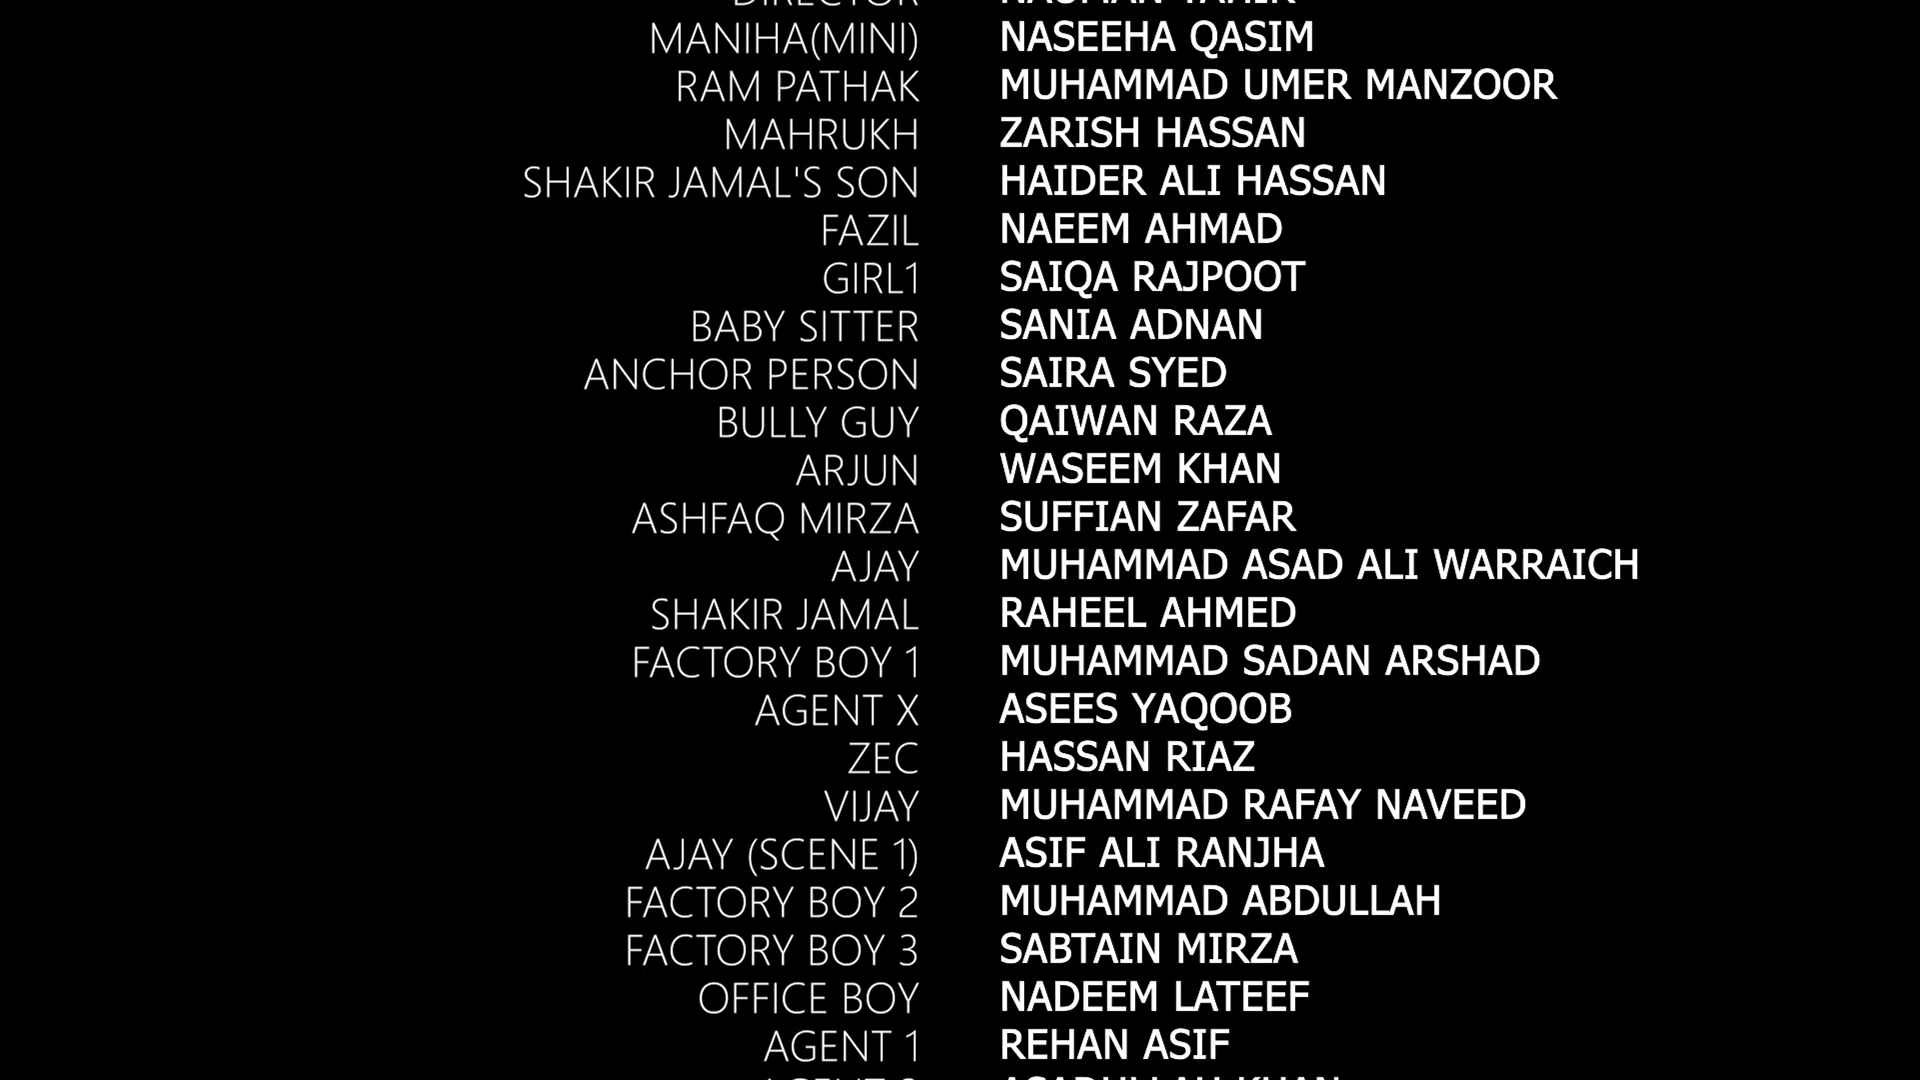 DIRECTOR NAUMAN TAHIR
MANIHA(MINI) NASEEHA QASIM
RAM PATHAK MUHAMMAD UMER MANZOOR
MAHRUKH ZARISH HASSAN
SHAKIR JAMAL'S SON HAIDER ALI HASSAN
FAZIL NAEEM AHMAD
GIRL1 SAIQA RAJPOOT
BABY SITTER SANIA ADNAN
ANCHOR PERSON SAIRA SYED
BULLY GUY QAIWAN RAZA
ARJUN WASEEM KHAN
ASHFAQ MIRZA SUFFIAN ZAFAR
AJAY MUHAMMAD ASAD ALI WARRAICH
SHAKIR JAMAL RAHEEL AHMED
FACTORY BOY 1 MUHAMMAD SADAN ARSHAD
AGENT X ASEES YAQOOB
ZEC HASSAN RIAZ
VIJAY MUHAMMAD RAFAY NAVEED
AJAY (SCENE 1) ASIF ALI RANJHA
FACTORY BOY 2 MUHAMMAD ABDULLAH
FACTORY BOY 3 SABTAIN MIRZA
OFFICE BOY NADEEM LATEEF
AGENT 1 REHAN ASIF